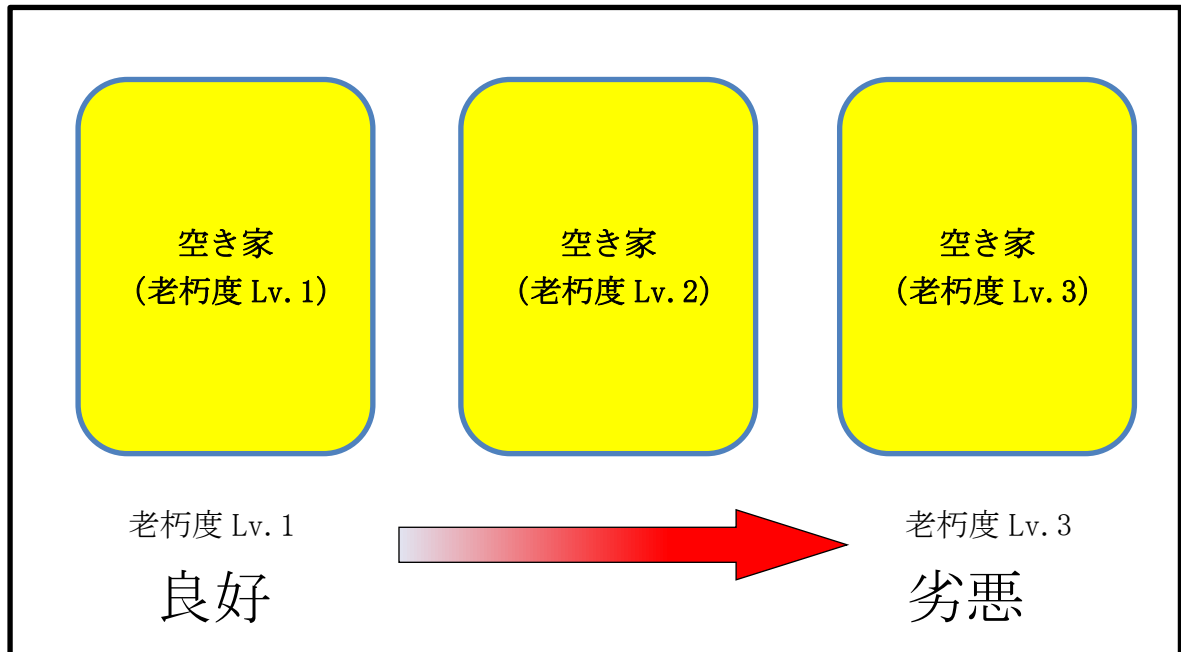 空き家
(老朽度 Lv.1)
空き家
(老朽度 Lv.2)
空き家
(老朽度 Lv.3)
老朽度 Lv.1
良好
老朽度 Lv.3
劣悪